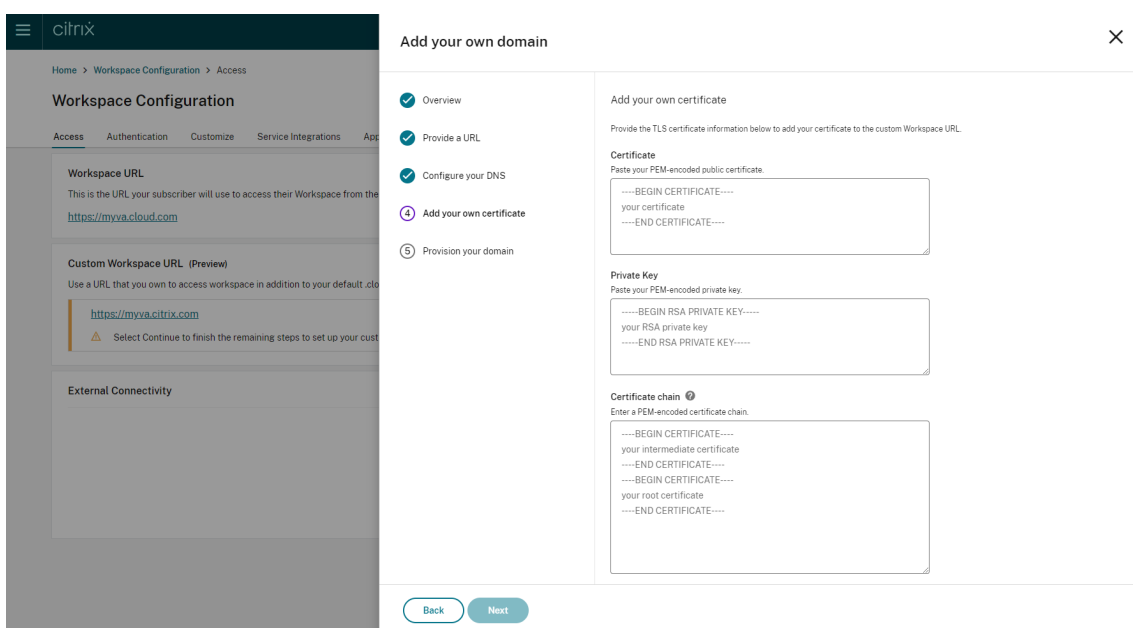 citrix
Home > Workspace Configuration > Access
Workspace Configuration
Access Authentication Customize Service Integrations App
Workspace URL
This is the URL your subscriber will use to access their Workspace from the
https://myva.cloud.com
Custom Workspace URL (Preview)
Use a URL that you own to access workspace in addition to your default .clo
https://myva.citrix.com
Select Continue to finish the remaining steps to set up your cust
External Connectivity
Add your own domain
Overview
Provide a URL
Configure your DNS
4 Add your own certificate
5 Provision your domain
Add your own certificate
Provide the TLS certificate information below to add your certificate to the custom Workspace URL.
Certificate
Paste your PEM-encoded public certificate.
----BEGIN CERTIFICATE----
your certificate
----END CERTIFICATE----
Private Key
Paste your PEM-encoded private key.
-----BEGIN RSA PRIVATE KEY-----
your RSA private key
-----END RSA PRIVATE KEY-----
Certificate chain ?
Enter a PEM-encoded certificate chain.
----BEGIN CERTIFICATE----
your intermediate certificate
----END CERTIFICATE----
----BEGIN CERTIFICATE----
your root certificate
----END CERTIFICATE----
Back Next